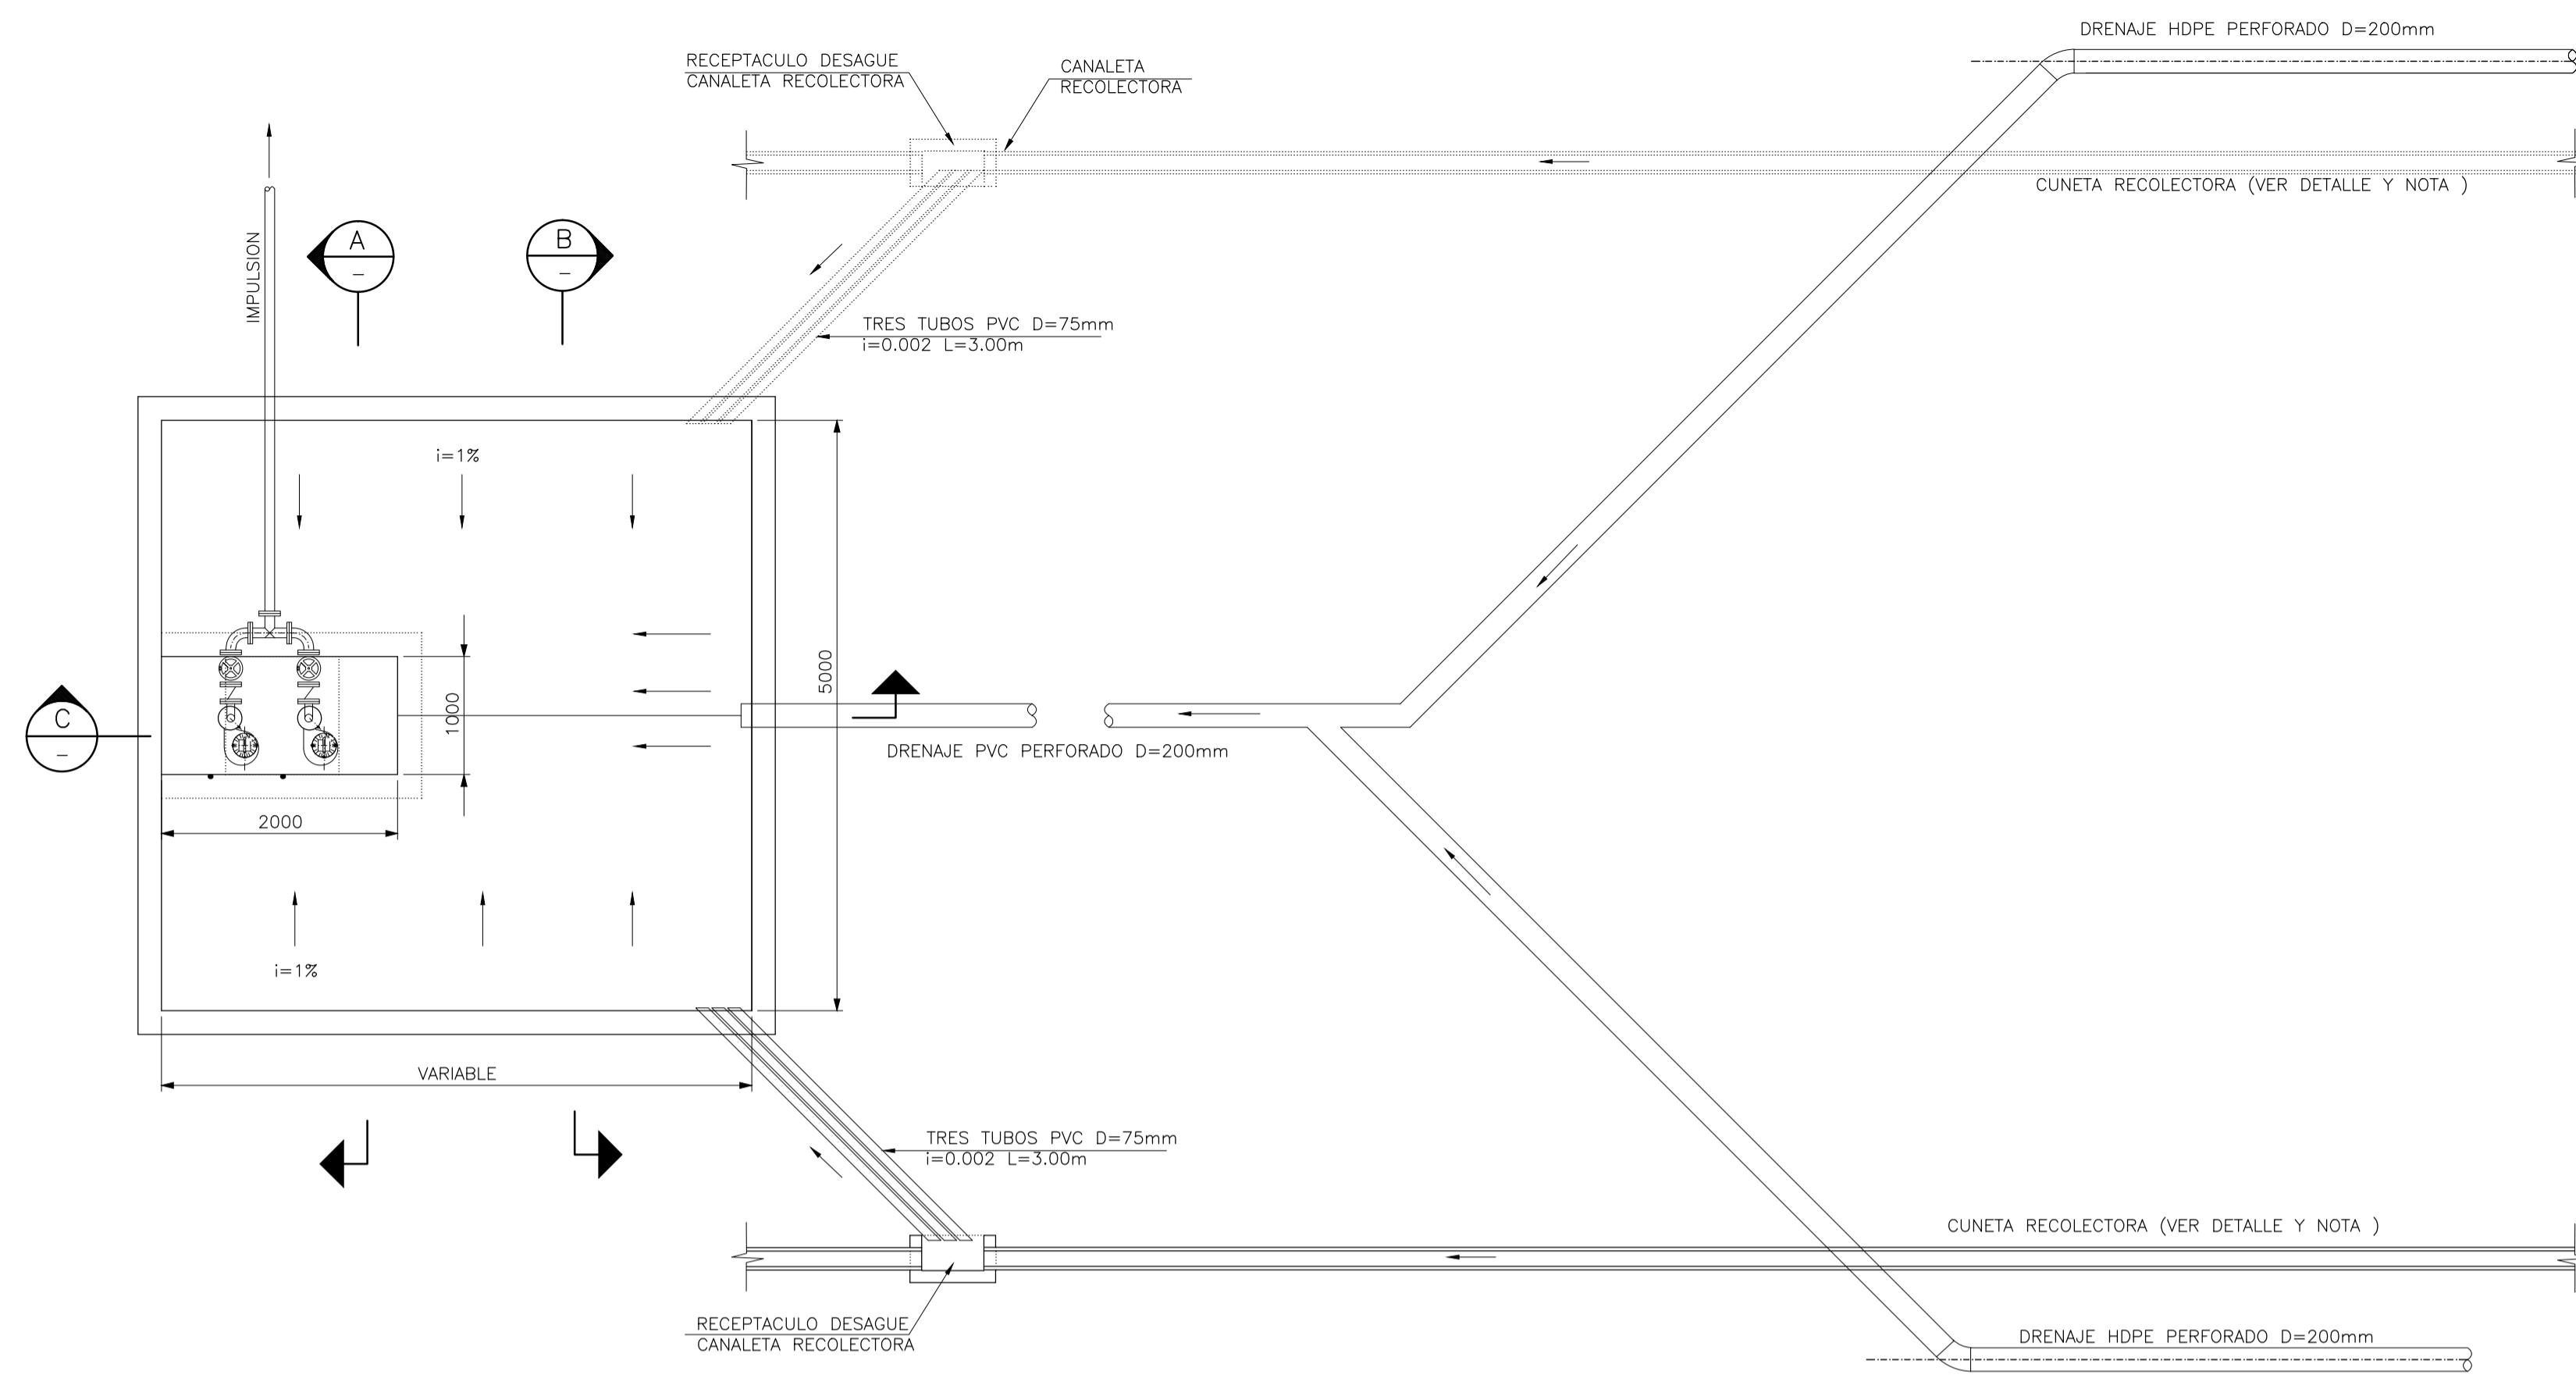 DRENAJE HDPE PERFORADO D=200mm
RECEPTACULO DESAGUE
CANALETA RECOLECTORA
CANALETA
RECOLECTORA
CUNETA RECOLECTORA (VER DETALLE Y NOTA )
IMPULSION
A
–
B
–
TRES TUBOS PVC D=75mm
i=0.002 L=3.00m
i=1%
5000
1000
C
–
DRENAJE PVC PERFORADO D=200mm
2000
i=1%
VARIABLE
TRES TUBOS PVC D=75mm
i=0.002 L=3.00m
CUNETA RECOLECTORA (VER DETALLE Y NOTA )
RECEPTACULO DESAGUE
CANALETA RECOLECTORA
DRENAJE HDPE PERFORADO D=200mm